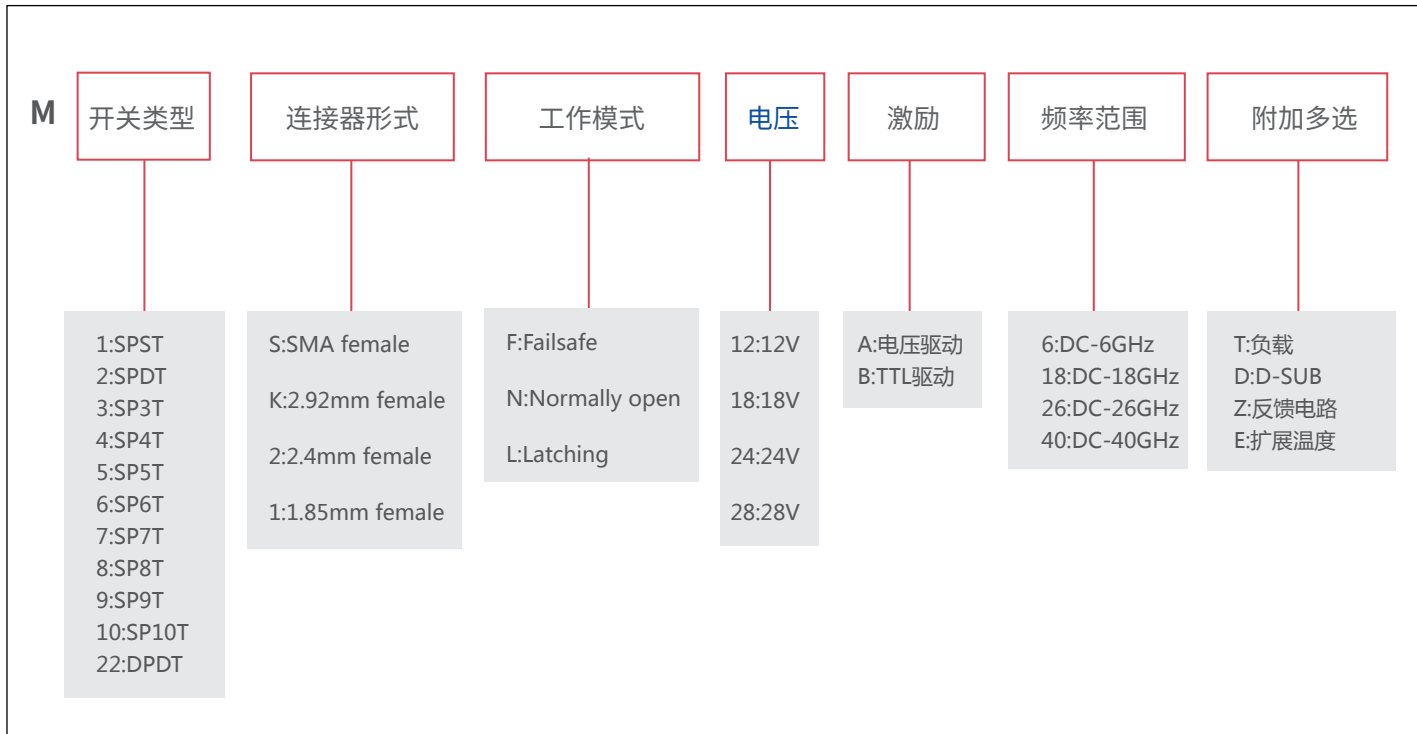 M
开关类型
连接器形式
工作模式
电压
激励
频率范围
附加多选
1:SPST
2:SPDT
3:SP3T
4:SP4T
5:SP5T
6:SP6T
7:SP7T
8:SP8T
9:SP9T
10:SP10T
22:DPDT
S:SMA female
K:2.92mm female
2:2.4mm female
1:1.85mm female
F:Failsafe
N:Normally open
L:Latching
12:12V
18:18V
24:24V
28:28V
A:电压驱动
B:TTL驱动
6:DC-6GHz
18:DC-18GHz
26:DC-26GHz
40:DC-40GHz
T:负载
D:D-SUB
Z:反馈电路
E:扩展温度